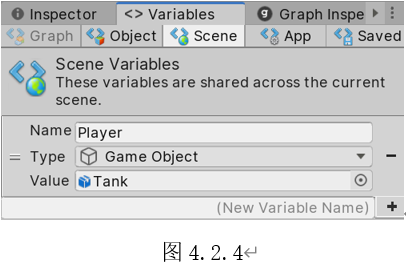 Inspector <> Variables Graph Inspe
Graph Object Scene App Saved
Scene Variables
These variables are shared across the current
scene.
Name Player
Type Game Object
Value Tank
(New Variable Name)
图 4.2.4